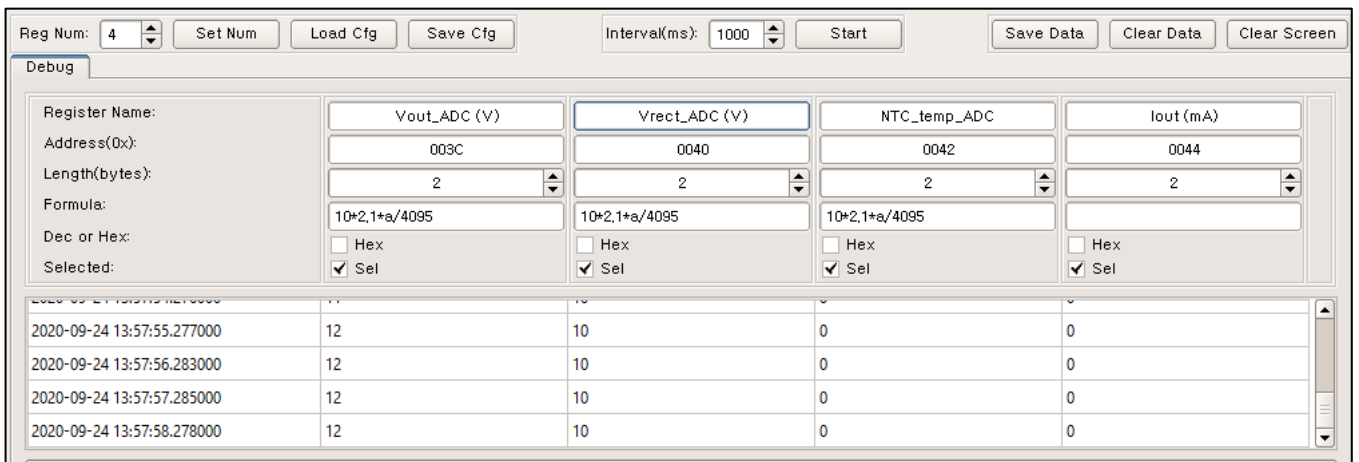 Reg Num: 4 Set Num Load Cfg Save Cfg Interval(ms): 1000 Start Save Data Clear Data Clear Screen
Debug
Register Name: Vout_ADC (V) Vrect_ADC (V) NTC_temp_ADC Iout (mA)
Address(0x): 003C 0040 0042 0044
Length(bytes): 2 2 2 2
Formula: 10*2.1*a/4095 10*2.1*a/4095 10*2.1*a/4095
Dec or Hex: Hex Hex Hex Hex
Selected: Sel Sel Sel Sel
2020-09-24 13:57:55.277000 12 10 0 0
2020-09-24 13:57:56.283000 12 10 0 0
2020-09-24 13:57:57.285000 12 10 0 0
2020-09-24 13:57:58.278000 12 10 0 0